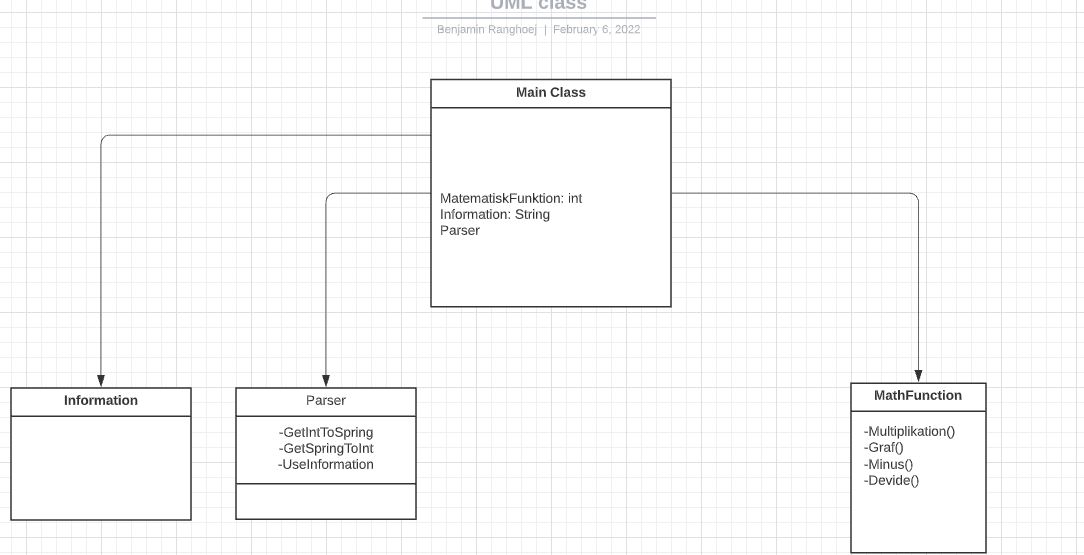 UML class
Benjamin Ranghoej | February 6, 2022
Main Class
MatematiskFunktion: int
Information: String
Parser
Information
Parser
-GetIntToSpring
-GetSpringToInt
-UseInformation
MathFunction
-Multiplikation()
-Graf()
-Minus()
-Devide()